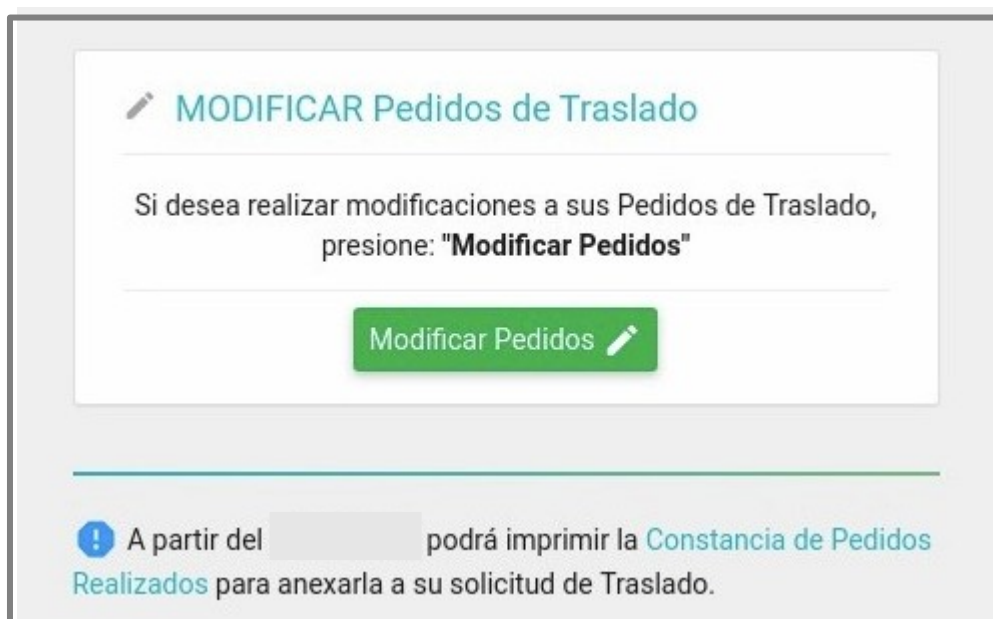 MODIFICAR Pedidos de Traslado
Si desea realizar modificaciones a sus Pedidos de Traslado,
presione: "Modificar Pedidos"
Modificar Pedidos
A partir del podrá imprimir la Constancia de Pedidos
Realizados para anexarla a su solicitud de Traslado.